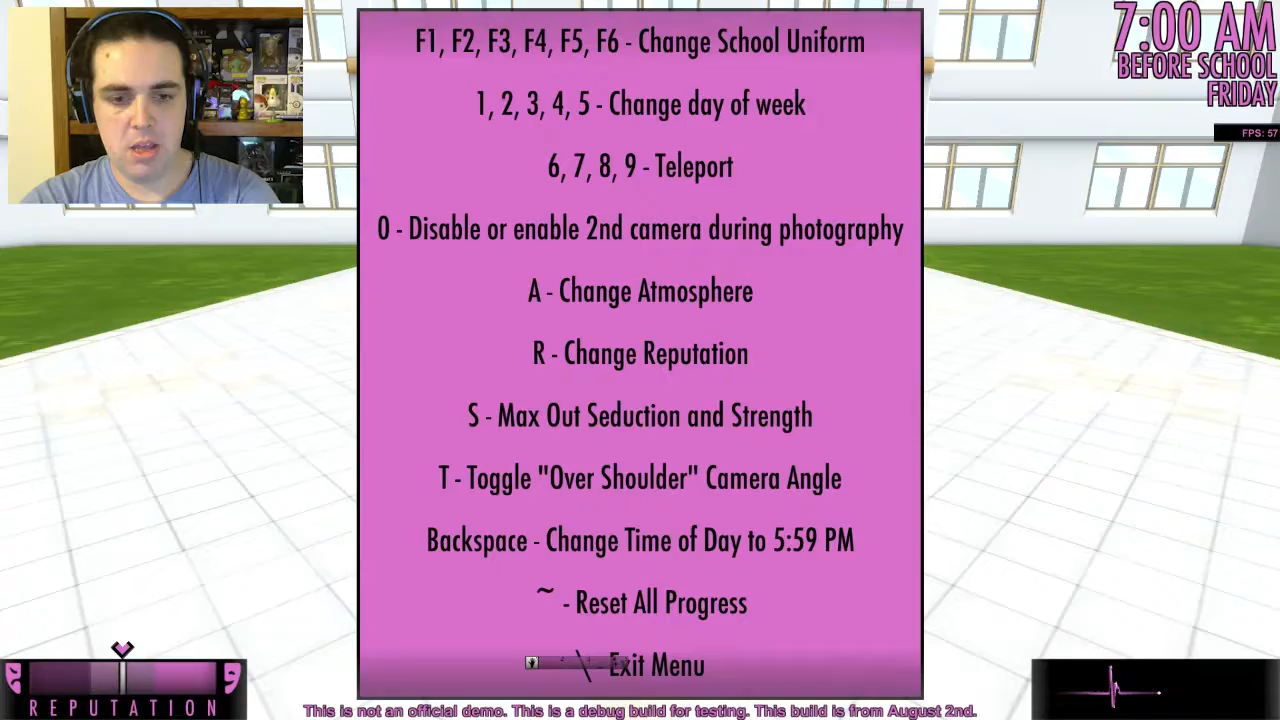 F1, F2, F3, F4, F5, F6 - Change School Uniform
1, 2, 3, 4, 5 - Change day of week
6, 7, 8, 9 - Teleport
0 - Disable or enable 2nd camera during photography
A - Change Atmosphere
R - Change Reputation
S - Max Out Seduction and Strength
T - Toggle "Over Shoulder" Camera Angle
Backspace - Change Time of Day to 5:59 PM
~ - Reset All Progress
\ - Exit Menu
7:00 AM
BEFORE SCHOOL
FRIDAY
FPS: 57
REPUTATION
This is not an official demo. This is a debug build for testing. This build is from August 2nd.